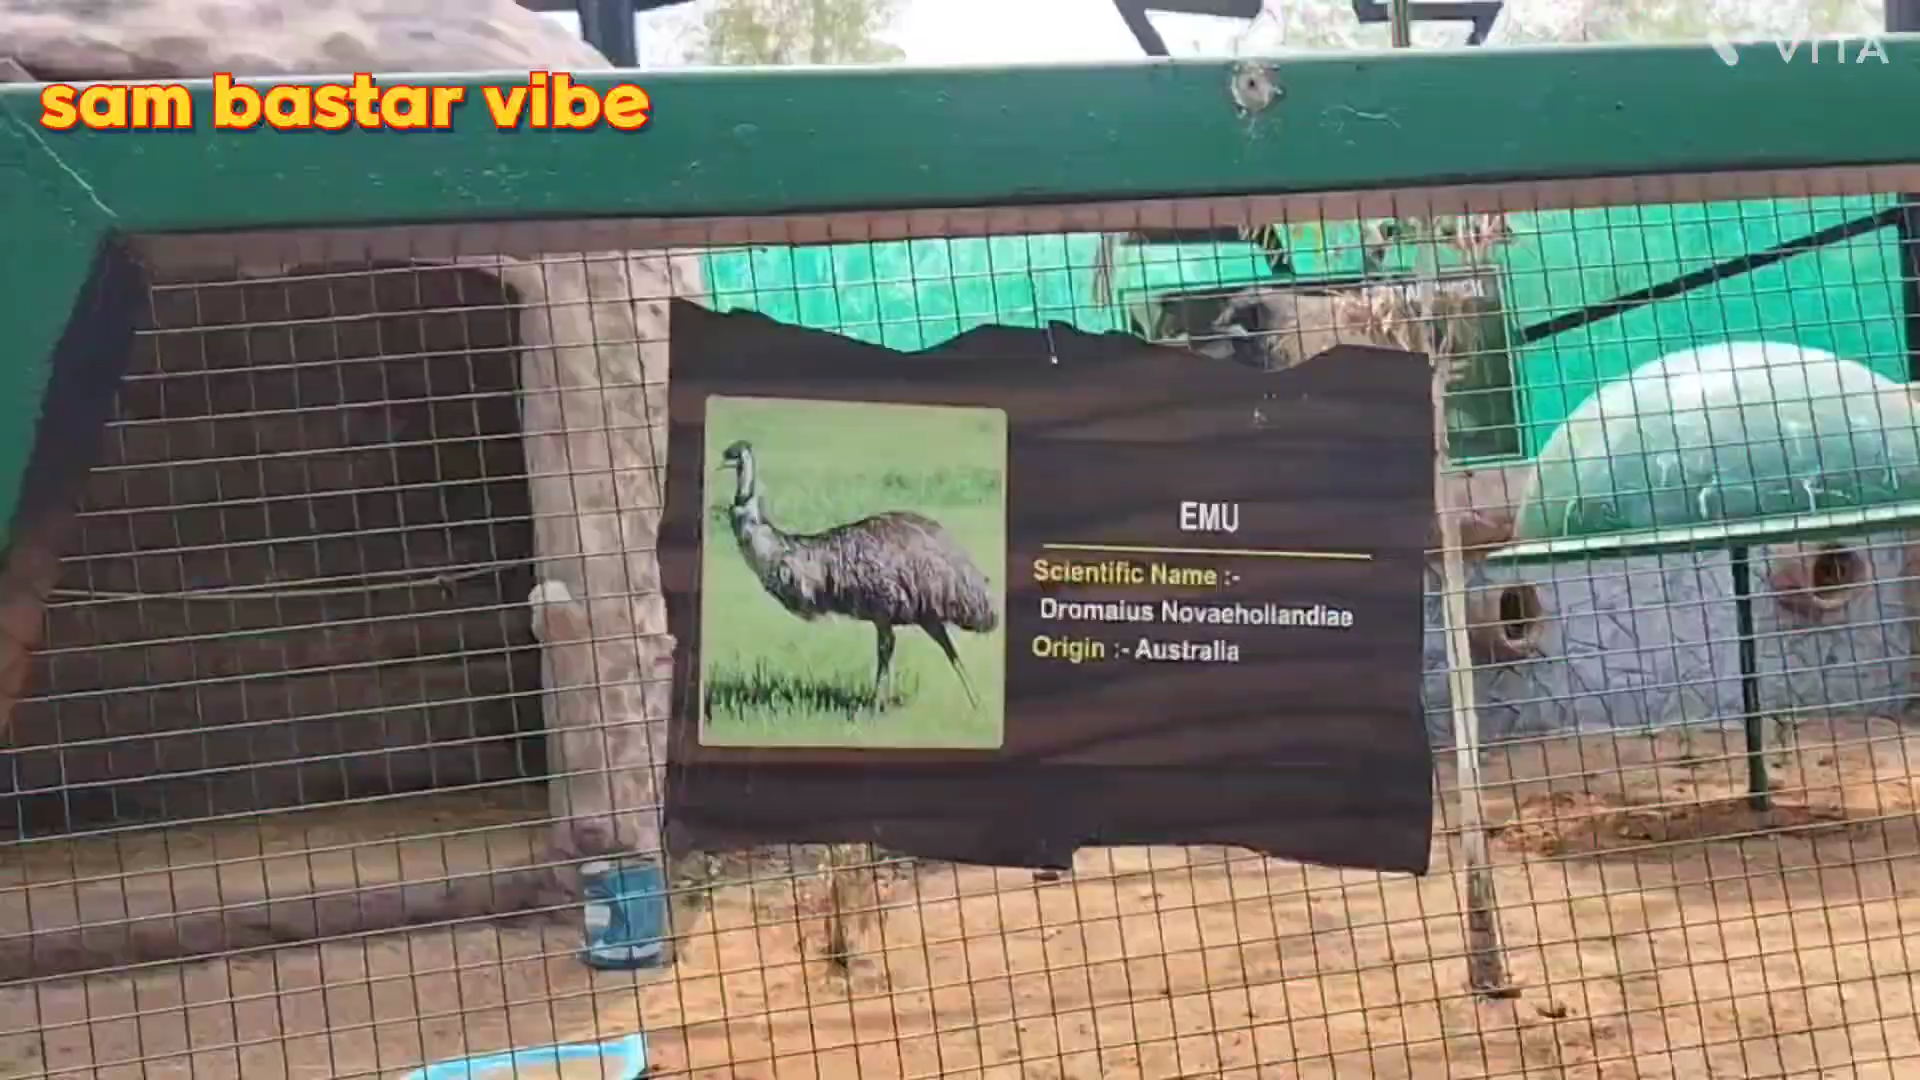 VITA
sam bastar vibe
EMU
Scientific Name :-
Dromaius Novaehollandiae
Origin :- Australia